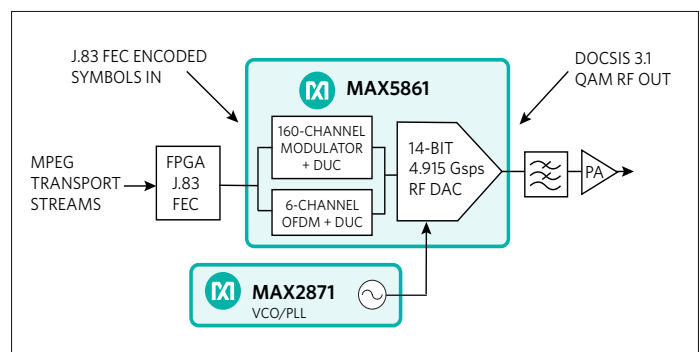 J.83 FEC ENCODED
SYMBOLS IN
DOCSIS 3.1
QAM RF OUT
MAX5861
MPEG
TRANSPORT
STREAMS
FPGA
J.83
FEC
160-CHANNEL
MODULATOR
+ DUC
6-CHANNEL
OFDM + DUC
14-BIT
4.915 Gsps
RF DAC
PA
MAX2871
VCO/PLL